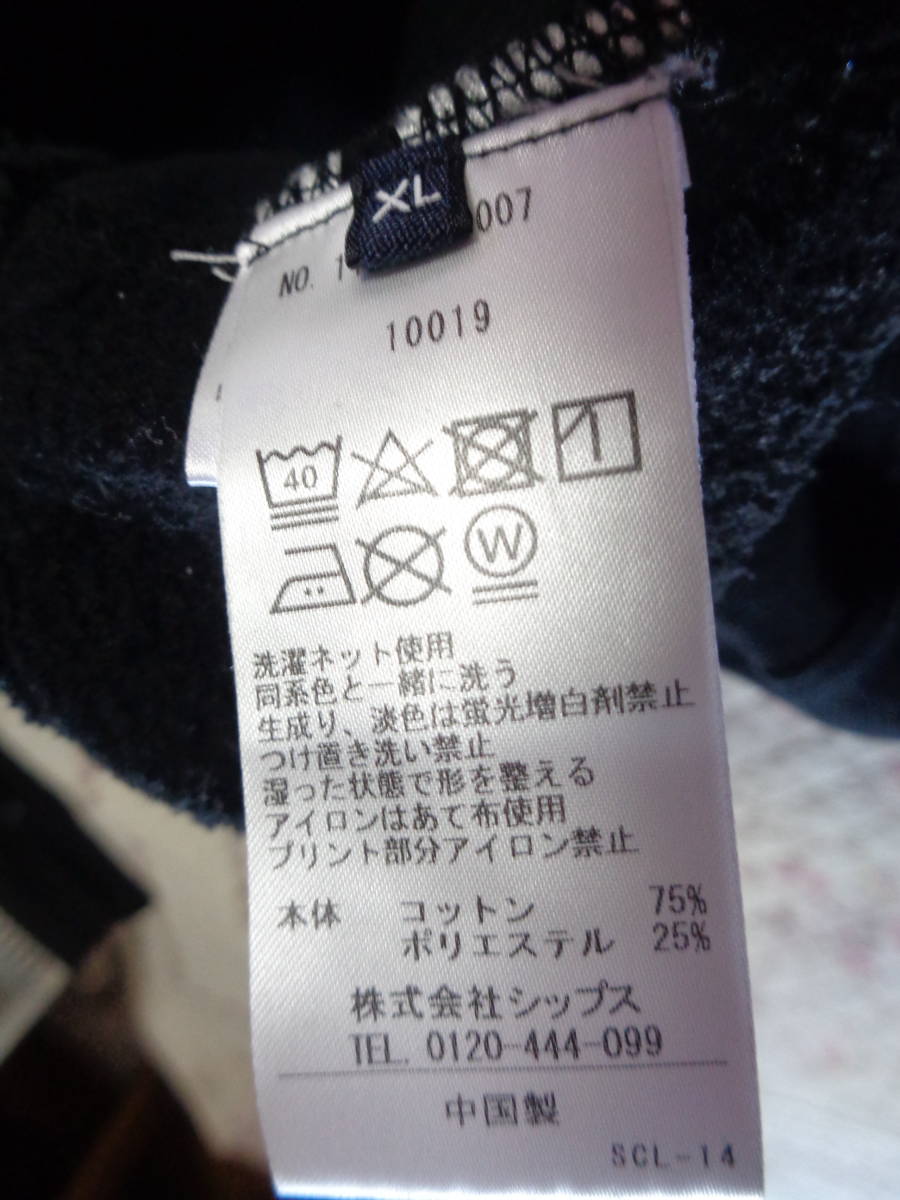 XL
007
NO. 1
10019
40
W
洗濯ネット使用
同系色と一緒に洗う
生成り、淡色は蛍光増白剤禁止
つけ置き洗い禁止
湿った状態で形を整える
アイロンはあて布使用
プリント部分アイロン禁止
本体 コットン 75%
ポリエステル 25%
株式会社シップス
TEL. 0120-444-099
中国製
SCL-14